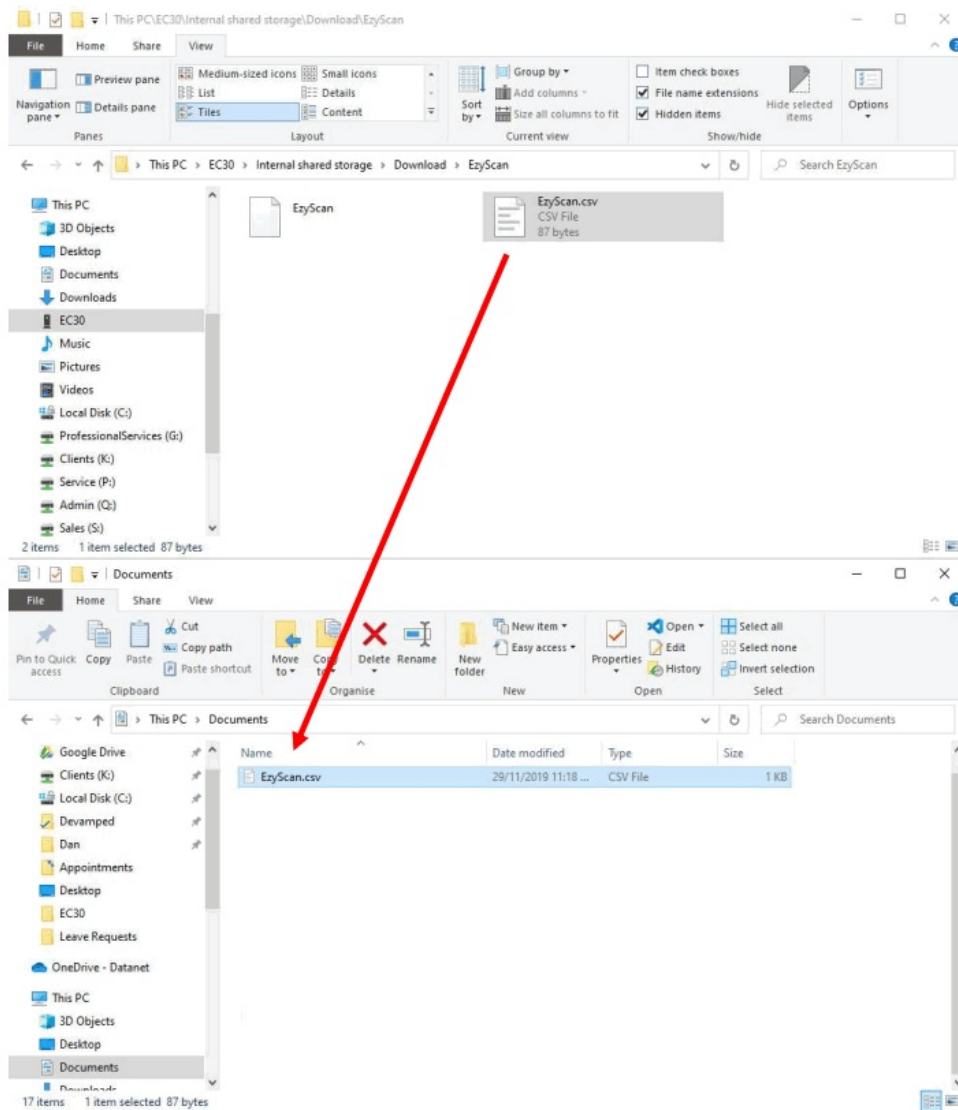 This PC\EC30\Internal shared storage\Download\EzyScan
File Home Share View
Navigation pane
Preview pane
Details pane
Panes
Medium-sized icons Small icons
List Details
Tiles Content
Layout
Sort by
Group by
Add columns
Size all columns to fit
Current view
Item check boxes
File name extensions
Hidden items
Hide selected items
Show/hide
Options
This PC > EC30 > Internal shared storage > Download > EzyScan
Search EzyScan
This PC
3D Objects
Desktop
Documents
Downloads
EC30
Music
Pictures
Videos
Local Disk (C:)
ProfessionalServices (G:)
Clients (K:)
Service (P:)
Admin (Q:)
Sales (S:)
EzyScan
EzyScan.csv
CSV File
87 bytes
2 items 1 item selected 87 bytes
Documents
File Home Share View
Pin to Quick access
Copy
Paste
Cut
Copy path
Paste shortcut
Clipboard
Move to
Copy to
Delete
Rename
Organise
New folder
New item
Easy access
New
Properties
Open
Edit
History
Open
Select all
Select none
Invert selection
Select
This PC > Documents
Search Documents
Google Drive
Clients (K:)
Local Disk (C:)
Devamped
Dan
Appointments
Desktop
EC30
Leave Requests
OneDrive - Datanet
This PC
3D Objects
Desktop
Documents
Downloads
Name Date modified Type Size
EzyScan.csv 29/11/2019 11:18 ... CSV File 1 KB
17 items 1 item selected 87 bytes